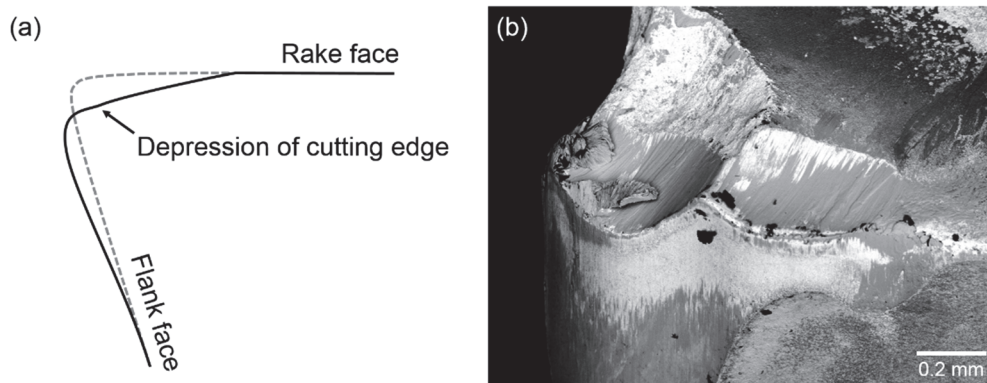 (a)
Rake face
Depression of cutting edge
Flank face
(b)
0.2 mm